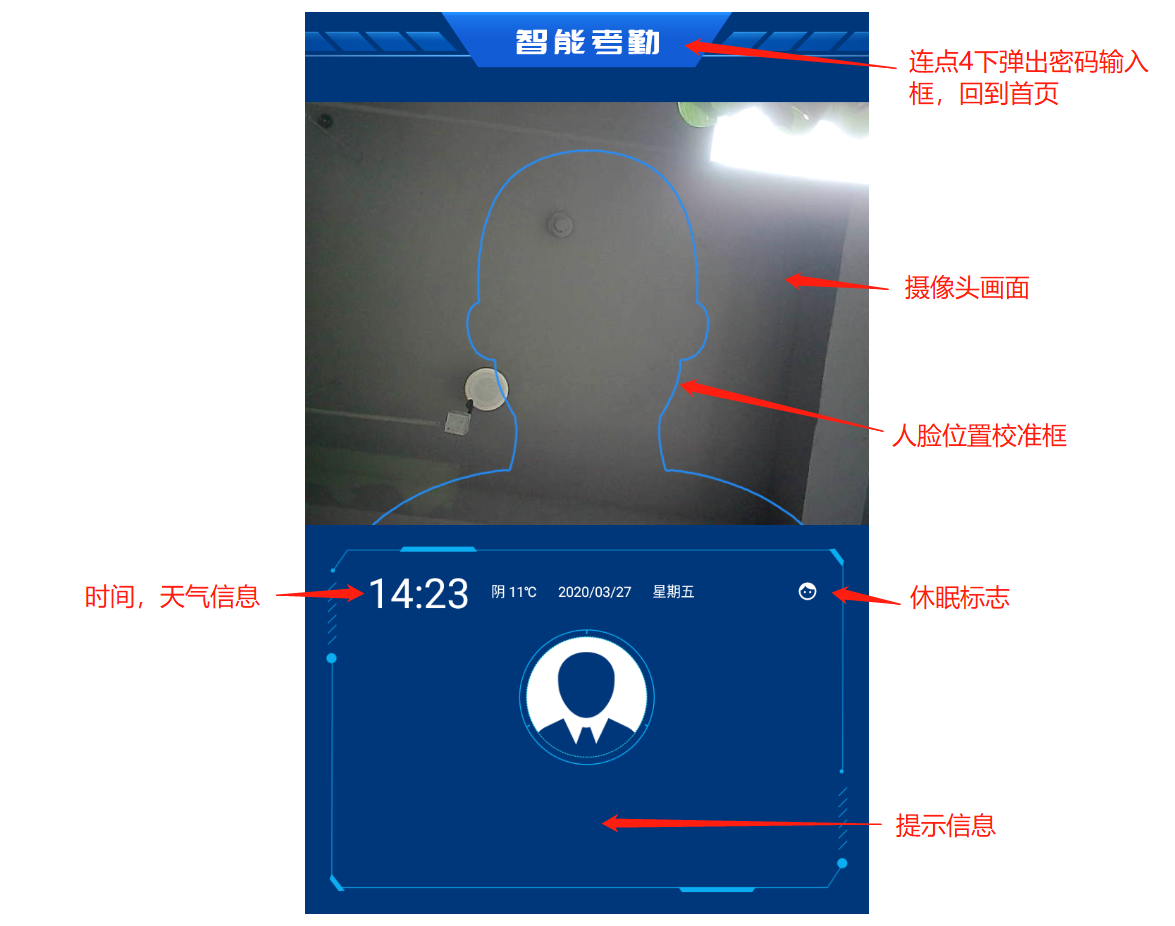 智能考勤
连点4下弹出密码输入
框，回到首页
摄像头画面
人脸位置校准框
时间，天气信息
14:23 阴 11℃ 2020/03/27 星期五
休眠标志
提示信息